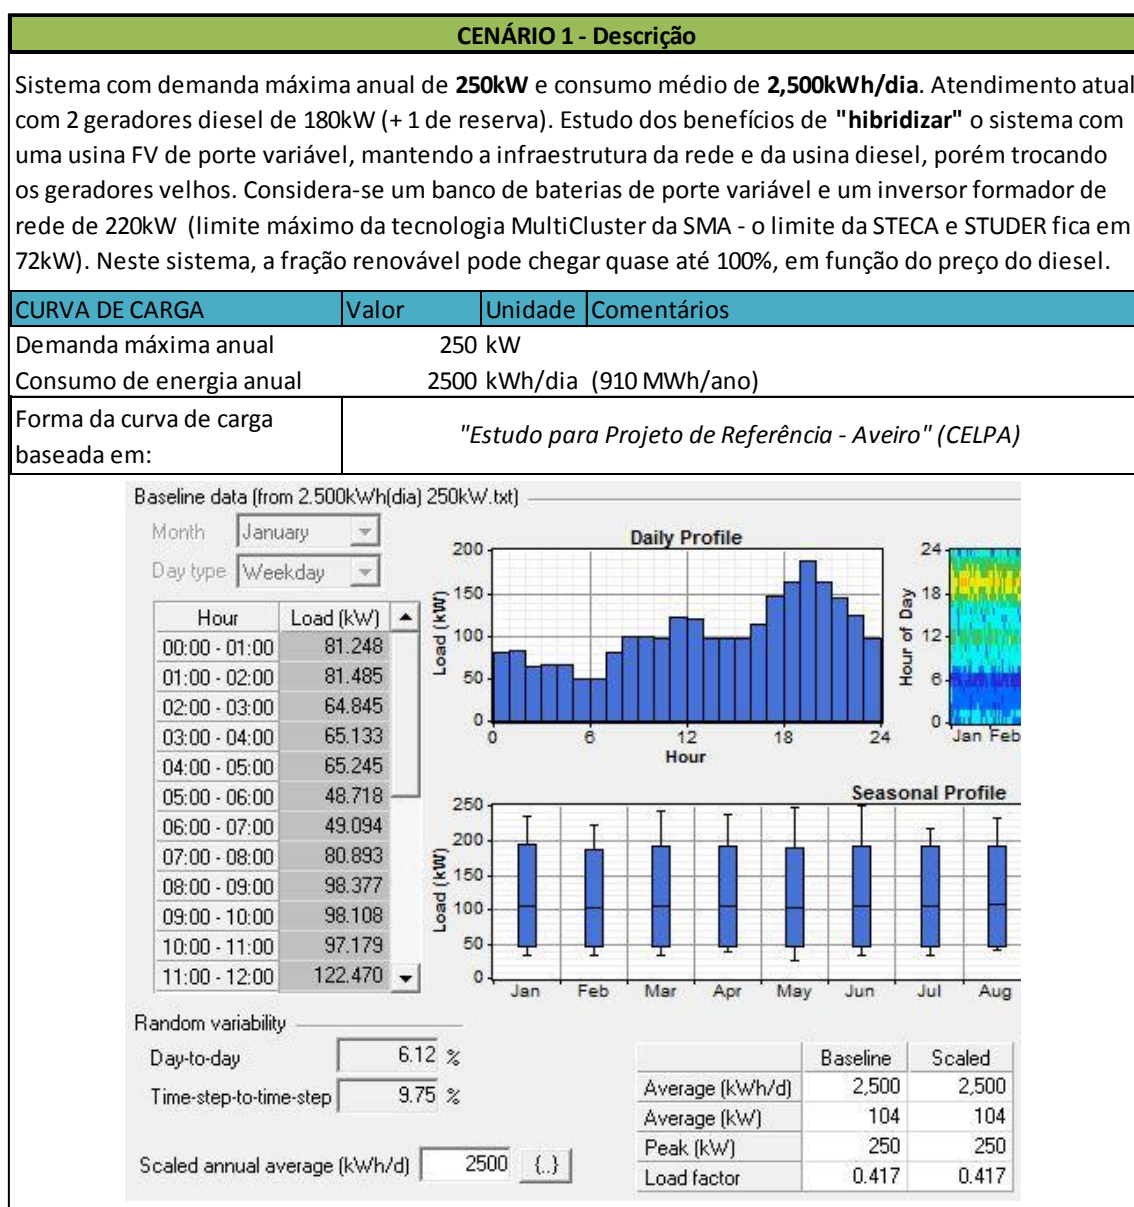 CENÁRIO 1 - Descrição
Sistema com demanda máxima anual de 250kW e consumo médio de 2,500kWh/dia. Atendimento atual
com 2 geradores diesel de 180kW (+ 1 de reserva). Estudo dos benefícios de "hibridizar" o sistema com
uma usina FV de porte variável, mantendo a infraestrutura da rede e da usina diesel, porém trocando
os geradores velhos. Considera-se um banco de baterias de porte variável e um inversor formador de
rede de 220kW (limite máximo da tecnologia MultiCluster da SMA - o limite da STECA e STUDER fica em
72kW). Neste sistema, a fração renovável pode chegar quase até 100%, em função do preço do diesel.
CURVA DE CARGA Valor Unidade Comentários
Demanda máxima anual 250 kW
Consumo de energia anual 2500 kWh/dia (910 MWh/ano)
Forma da curva de carga
baseada em:
"Estudo para Projeto de Referência - Aveiro" (CELPA)
Baseline data (from 2.500kWh(dia) 250kW.txt)
Month January
Day type Weekday
Hour Load (kW)
00:00 - 01:00 81.248
01:00 - 02:00 81.485
02:00 - 03:00 64.845
03:00 - 04:00 65.133
04:00 - 05:00 65.245
05:00 - 06:00 48.718
06:00 - 07:00 49.094
07:00 - 08:00 80.893
08:00 - 09:00 98.377
09:00 - 10:00 98.108
10:00 - 11:00 97.179
11:00 - 12:00 122.470
Daily Profile
Load (kW)
200
150
100
50
0
0 6 12 18 24
Hour
Hour of Day
24
18
12
6
0
Jan Feb
Seasonal Profile
Load (kW)
250
200
150
100
50
0
Jan Feb Mar Apr May Jun Jul Aug
Random variability
Day-to-day 6.12 %
Time-step-to-time-step 9.75 %
Scaled annual average (kWh/d) 2500 {..}
Baseline Scaled
Average (kWh/d) 2,500 2,500
Average (kW) 104 104
Peak (kW) 250 250
Load factor 0.417 0.417